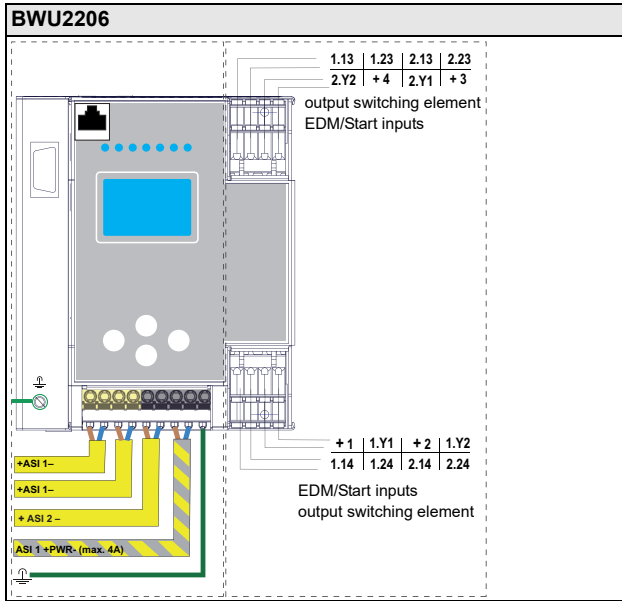 BWU2206
1.13 1.23 2.13 2.23
2.Y2 + 4 2.Y1 + 3
output switching element
EDM/Start inputs
+ 1 1.Y1 + 2 1.Y2
1.14 1.24 2.14 2.24
EDM/Start inputs
output switching element
+ASI 1–
+ASI 1–
+ ASI 2 –
ASI 1 +PWR- (max. 4A)